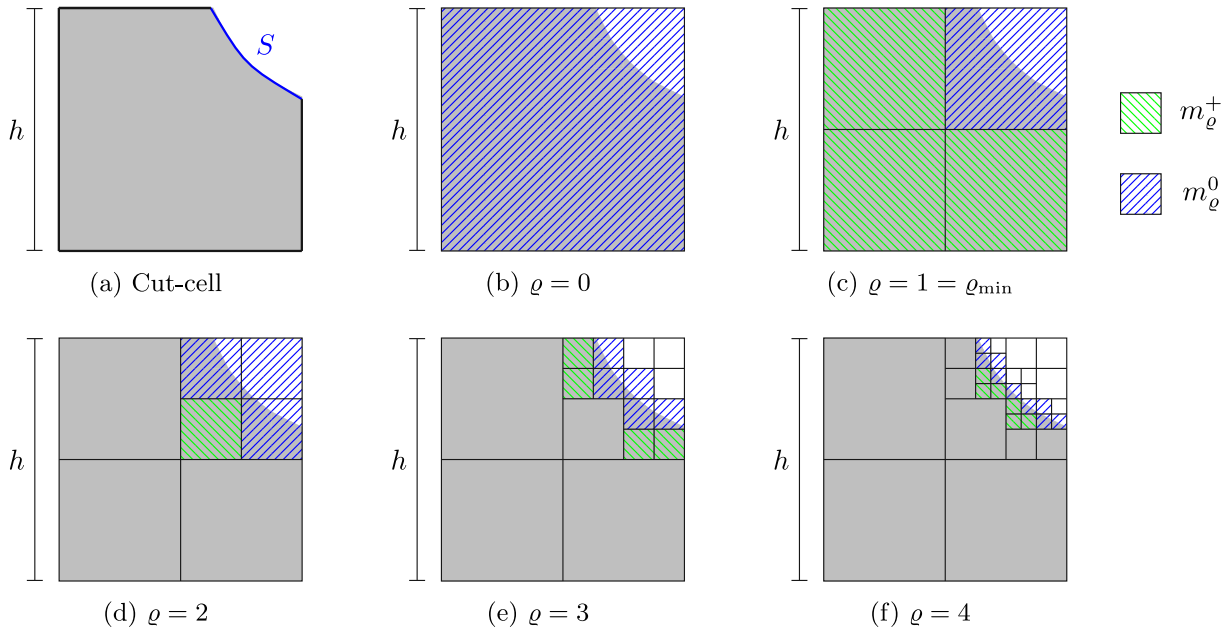 S
h
h
h
m_ϱ^+
m_ϱ^0
(a) Cut-cell
(b) ϱ = 0
(c) ϱ = 1 = ϱ_min
h
h
h
(d) ϱ = 2
(e) ϱ = 3
(f) ϱ = 4